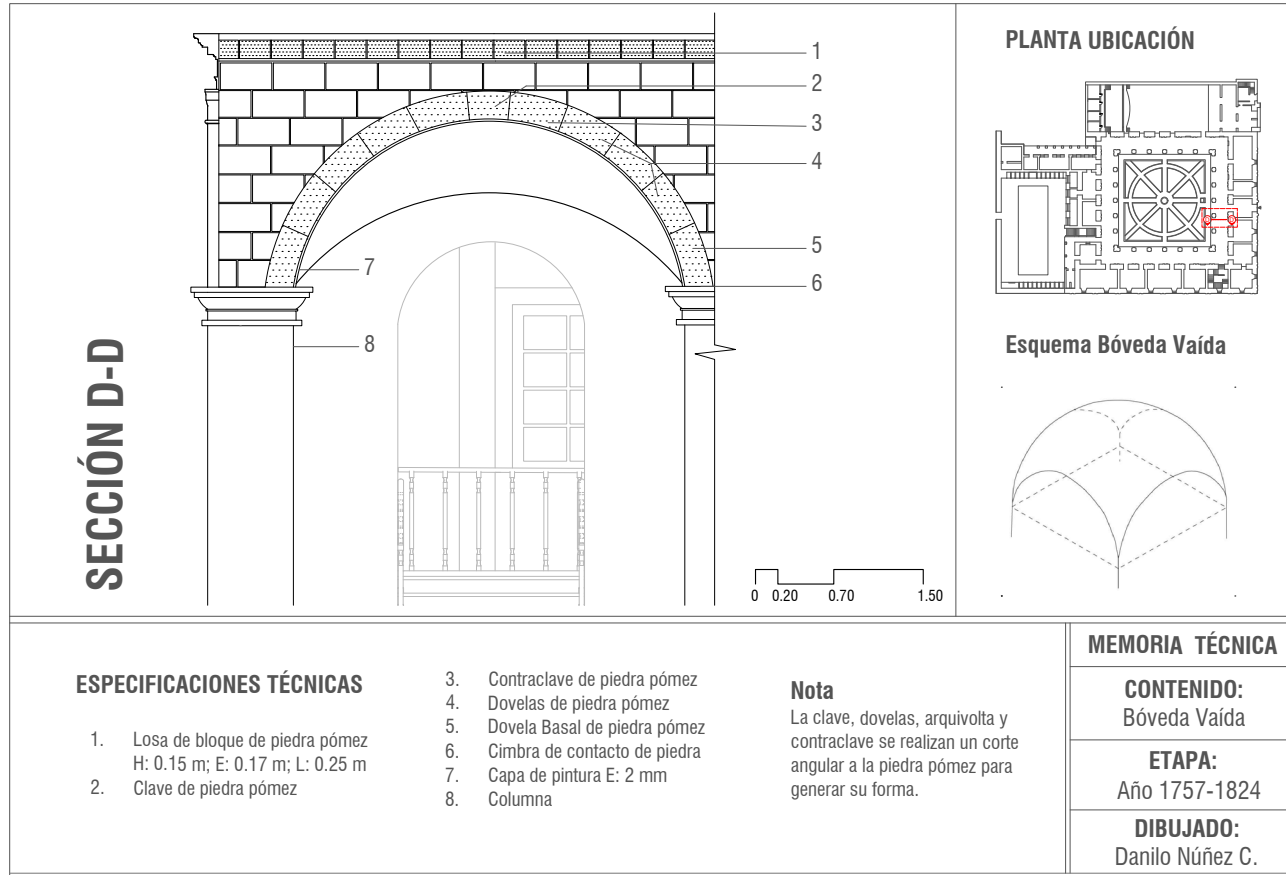 SECCIÓN D-D
1
2
3
4
5
6
7
8
0 0.20 0.70 1.50
PLANTA UBICACIÓN
Esquema Bóveda Vaída
ESPECIFICACIONES TÉCNICAS
1. Losa de bloque de piedra pómez
H: 0.15 m; E: 0.17 m; L: 0.25 m
2. Clave de piedra pómez
3. Contraclave de piedra pómez
4. Dovelas de piedra pómez
5. Dovela Basal de piedra pómez
6. Cimbra de contacto de piedra
7. Capa de pintura E: 2 mm
8. Columna
Nota
La clave, dovelas, arquivolta y
contraclave se realizan un corte
angular a la piedra pómez para
generar su forma.
MEMORIA TÉCNICA
CONTENIDO:
Bóveda Vaída
ETAPA:
Año 1757-1824
DIBUJADO:
Danilo Núñez C.